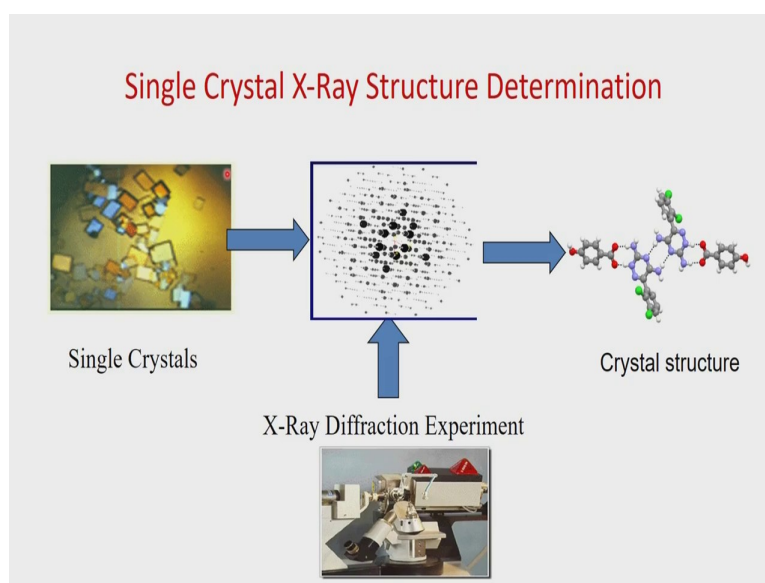 Single Crystal X-Ray Structure Determination
Single Crystals
Crystal structure
X-Ray Diffraction Experiment